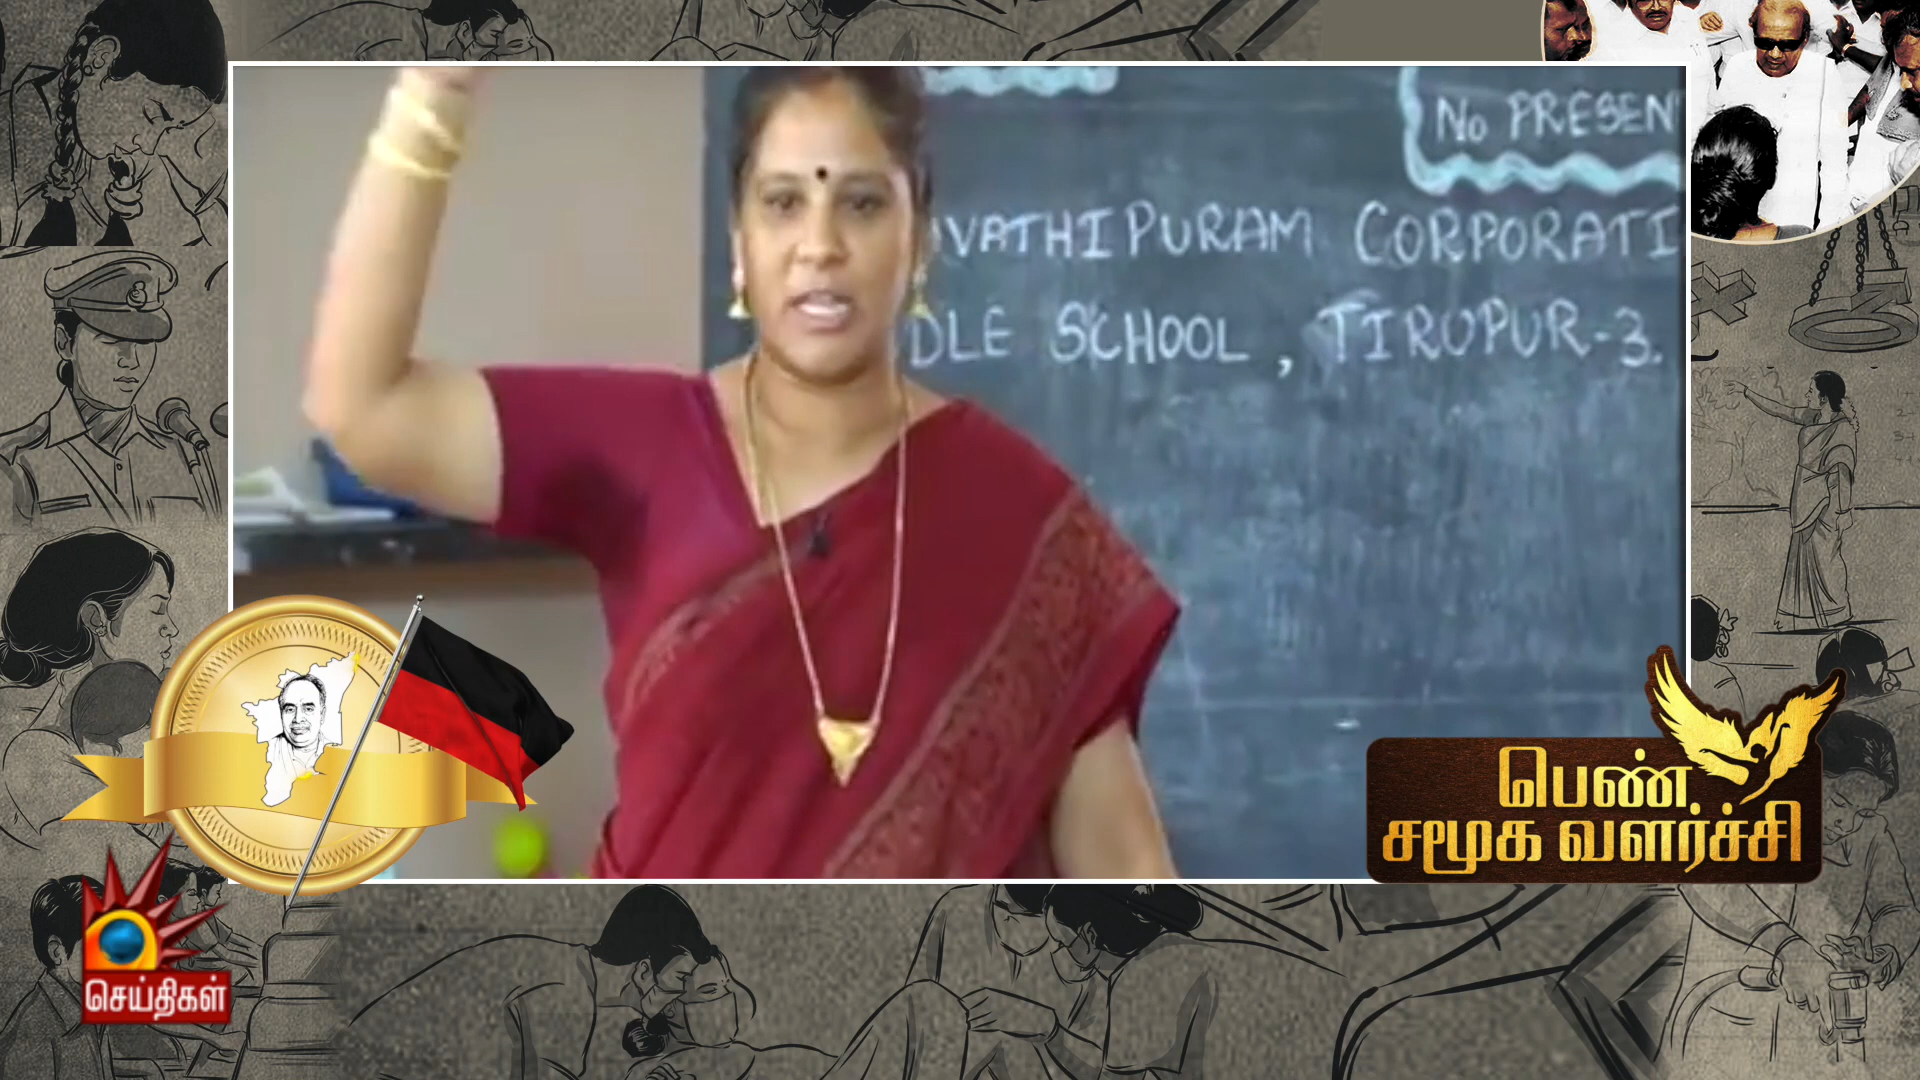 No PRESEN
VATHIPURAM CORPORATI
DLE SCHOOL, TIRUPUR-3.
பெண்
சமூக வளர்ச்சி
செய்திகள்